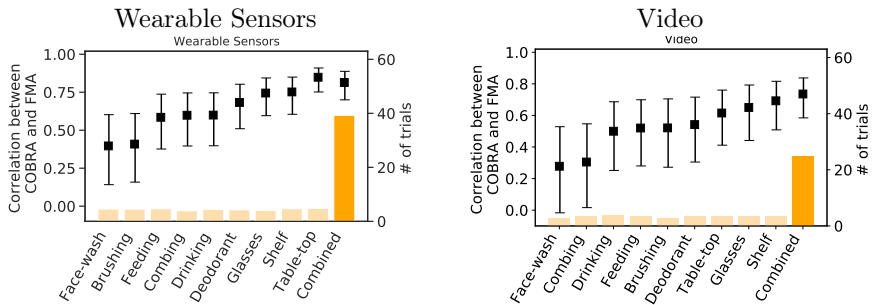 Wearable Sensors
Wearable Sensors
Correlation between
COBRA and FMA
1.00
0.75
0.50
0.25
0.00
60
40
20
0
# of trials
Face-wash
Brushing
Feeding
Combing
Drinking
Deodorant
Glasses
Shelf
Table-top
Combined
Video
Video
Correlation between
COBRA and FMA
1.0
0.8
0.6
0.4
0.2
0.0
60
40
20
0
# of trials
Face-wash
Combing
Drinking
Feeding
Brushing
Deodorant
Table-top
Glasses
Shelf
Combined